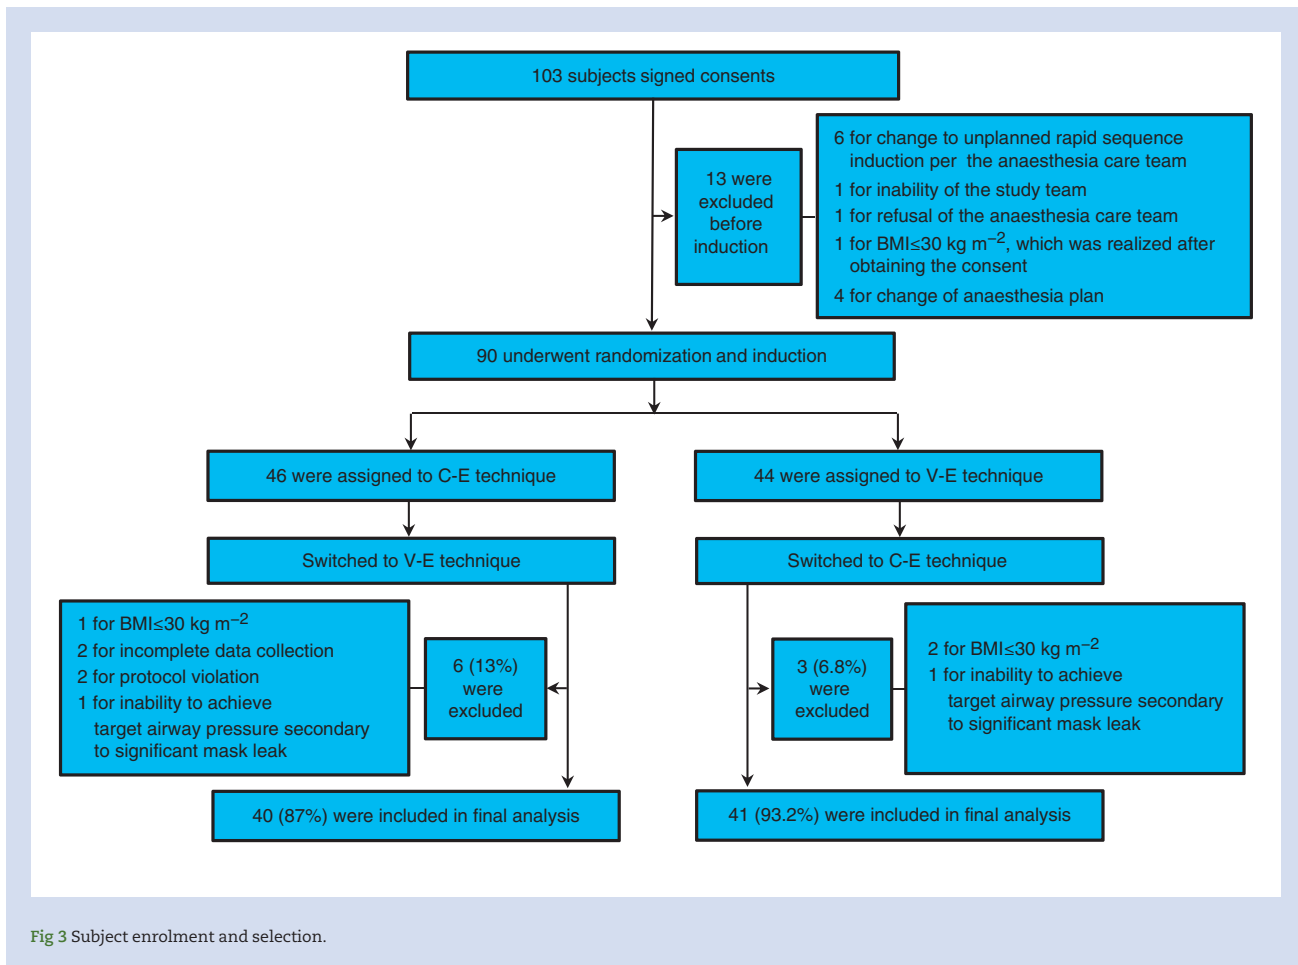 103 subjects signed consents
13 were
excluded
before
induction
6 for change to unplanned rapid sequence
induction per the anaesthesia care team
1 for inability of the study team
1 for refusal of the anaesthesia care team
1 for BMI≤30 kg m⁻², which was realized after
obtaining the consent
4 for change of anaesthesia plan
90 underwent randomization and induction
46 were assigned to C-E technique
44 were assigned to V-E technique
Switched to V-E technique
Switched to C-E technique
1 for BMI≤30 kg m⁻²
2 for incomplete data collection
2 for protocol violation
1 for inability to achieve
target airway pressure secondary
to significant mask leak
6 (13%)
were
excluded
3 (6.8%)
were
excluded
2 for BMI≤30 kg m⁻²
1 for inability to achieve
target airway pressure secondary
to significant mask leak
40 (87%) were included in final analysis
41 (93.2%) were included in final analysis
Fig 3 Subject enrolment and selection.